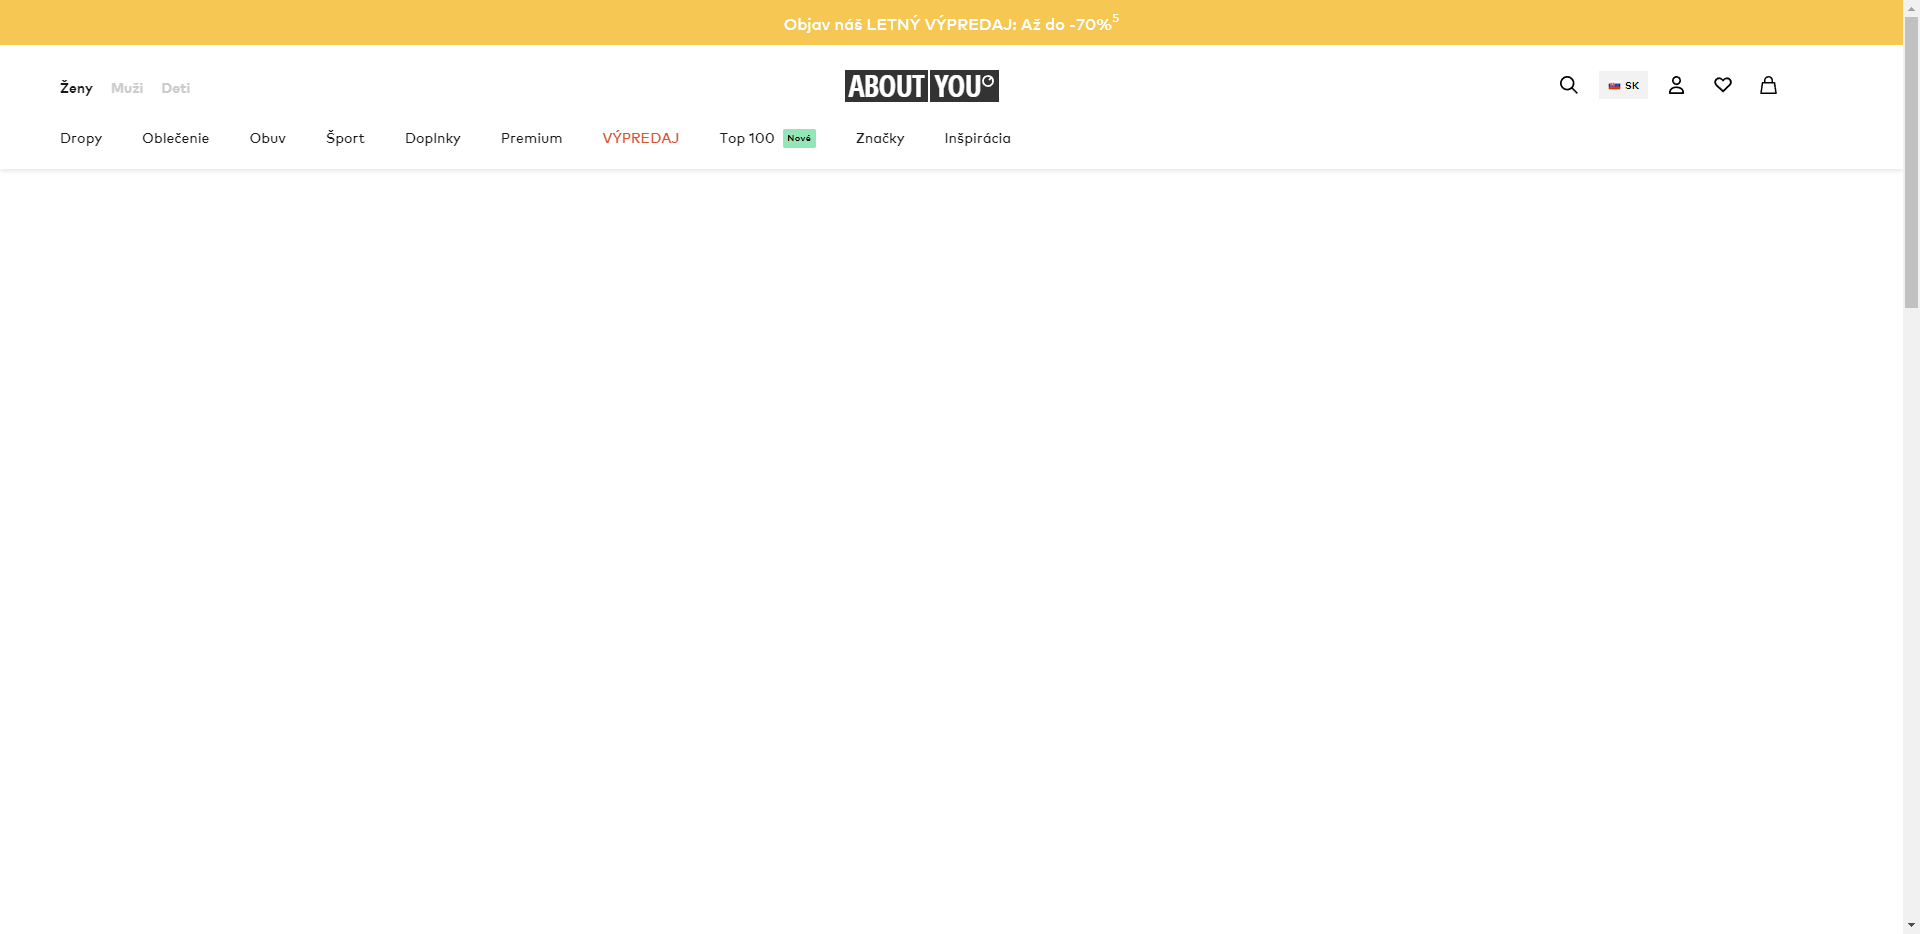 Objav náš LETNÝ VÝPREDAJ: Až do -70%⁵
Ženy Muži Deti
ABOUT YOU
SK
Dropy Oblečenie Obuv Šport Doplnky Premium VÝPREDAJ Top 100 Nové Značky Inšpirácia